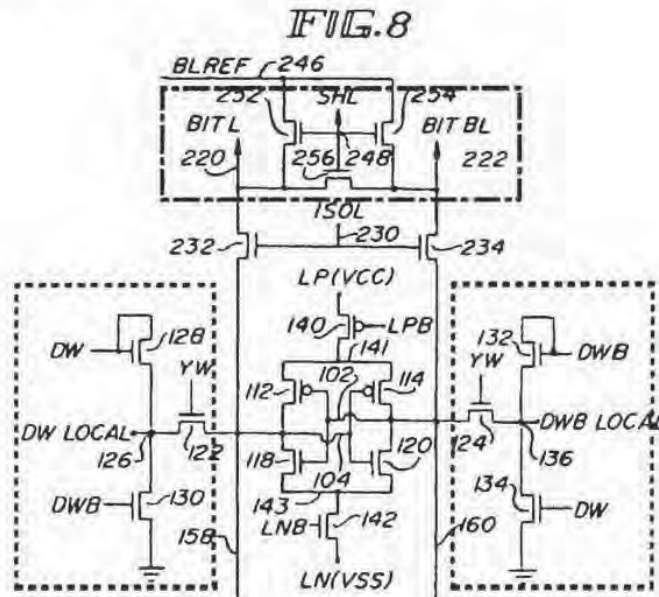 FIG. 8
BLREF 246
252 SHL 254
BIT L BIT BL
220 256 248 222
ISOL
232 230 234
LP(VCC)
DW 128 140 LPB 132 DWB
141
YW 102 YW
112 114
DW LOCAL DWB LOCAL
126 122 118 120 124 136
104
DWB 130 143 134 DW
LNB 142
158 160
LN(VSS)